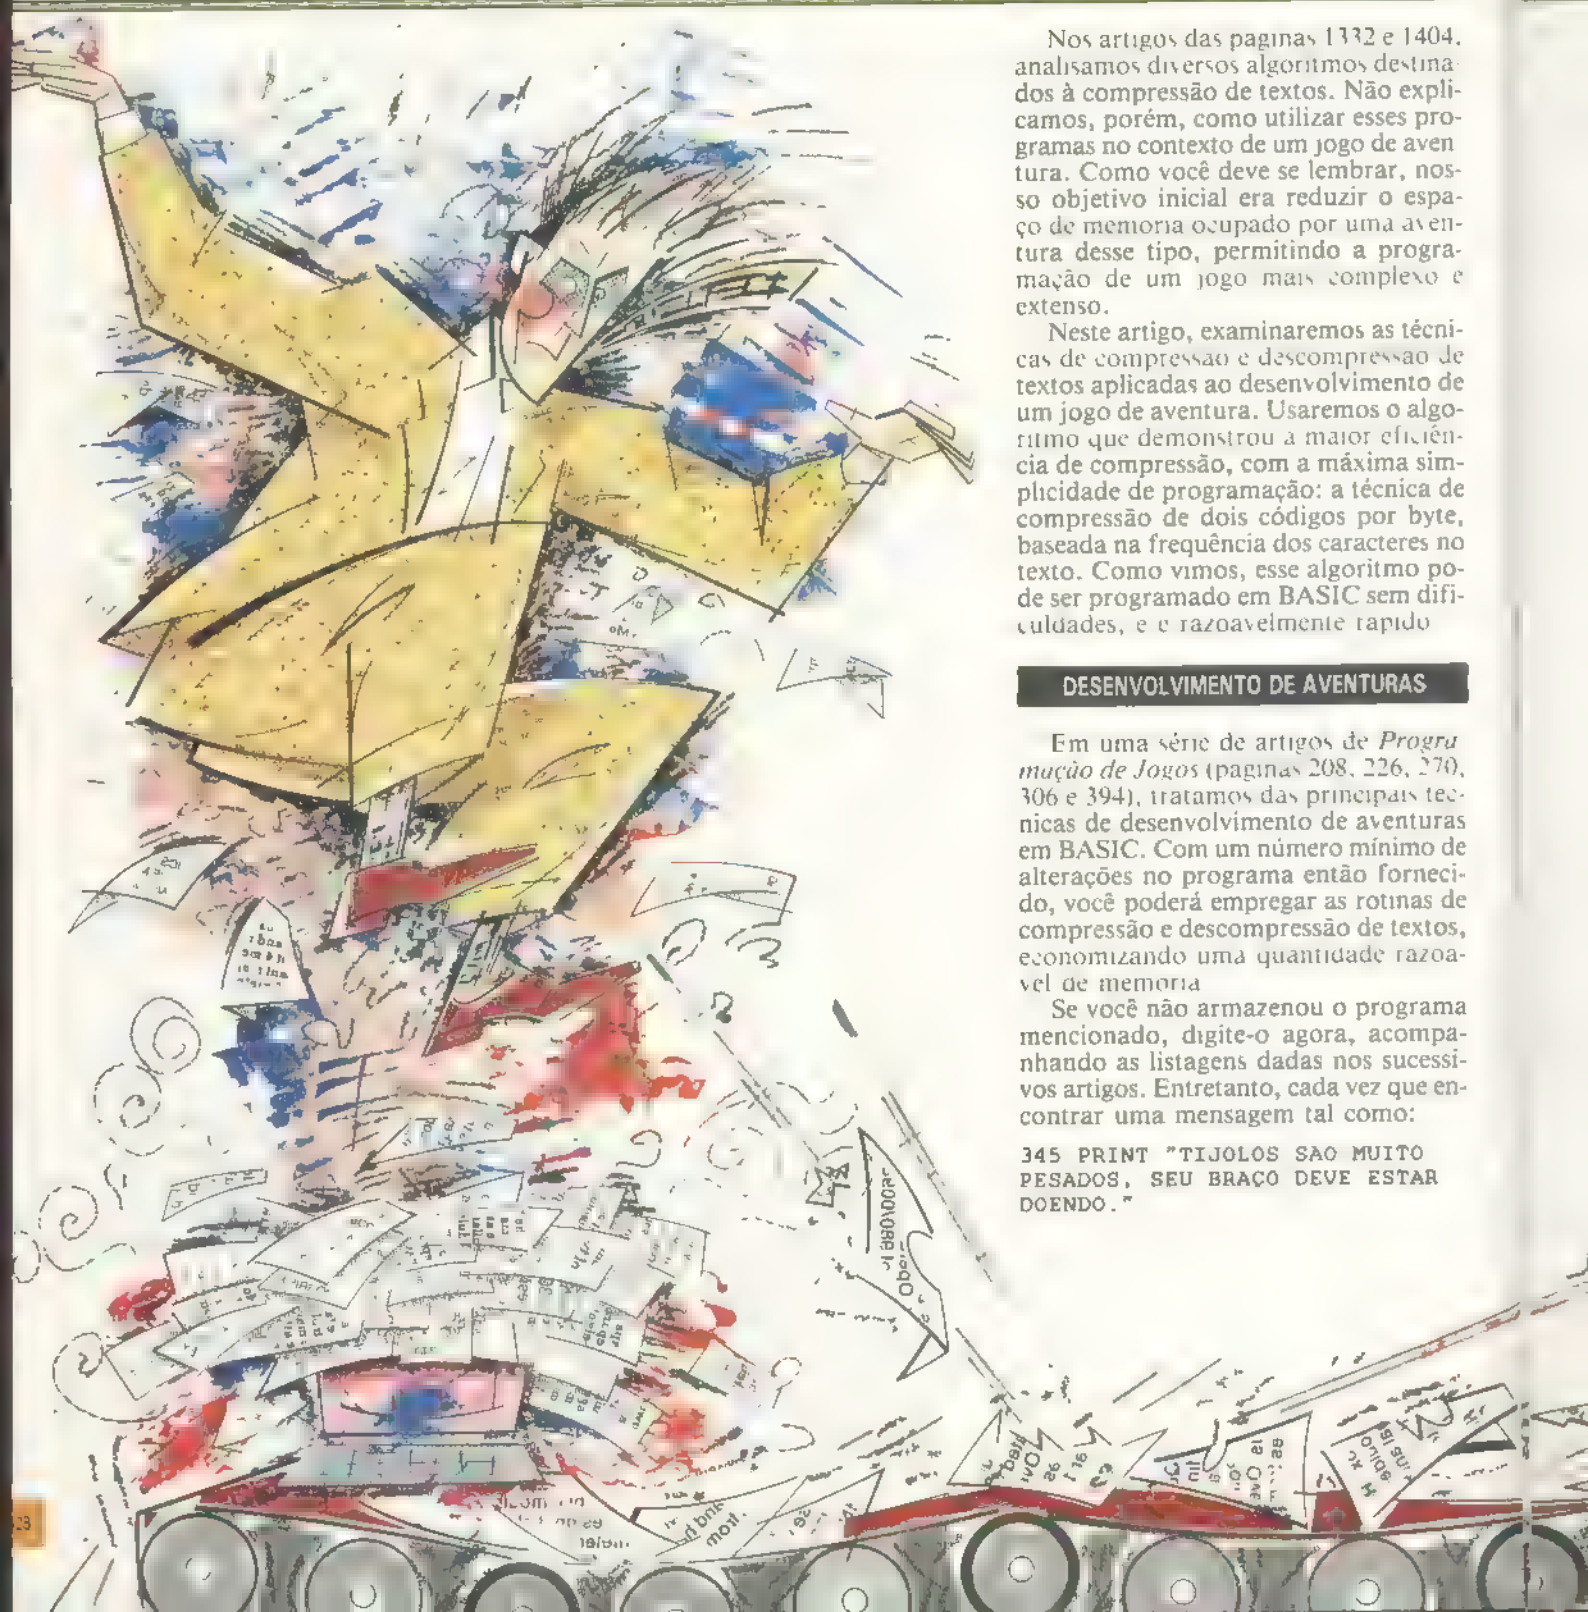 Nos artigos das paginas 1332 e 1404,
analisamos diversos algoritmos destina-
dos à compressão de textos. Não expli-
camos, porém, como utilizar esses pro-
gramas no contexto de um jogo de aven
tura. Como você deve se lembrar, nos-
so objetivo inicial era reduzir o espa-
ço de memoria ocupado por uma aven-
tura desse tipo, permitindo a progra-
mação de um jogo mais complexo e
extenso.
Neste artigo, examinaremos as técni-
cas de compressao e descompressao de
textos aplicadas ao desenvolvimento de
um jogo de aventura. Usaremos o algo-
ritmo que demonstrou a maior eficiên-
cia de compressão, com a máxima sim-
plicidade de programação: a técnica de
compressão de dois códigos por byte,
baseada na frequência dos caracteres no
texto. Como vimos, esse algoritmo po-
de ser programado em BASIC sem difi-
culdades, e e razoavelmente rapido
DESENVOLVIMENTO DE AVENTURAS
Em uma série de artigos de Progra
mação de Jogos (paginas 208, 226, 270,
306 e 394), tratamos das principais tec-
nicas de desenvolvimento de aventuras
em BASIC. Com um número mínimo de
alterações no programa então forneci-
do, você poderá empregar as rotinas de
compressão e descompressão de textos,
economizando uma quantidade razoa-
vel de memoria
Se você não armazenou o programa
mencionado, digite-o agora, acompa-
nhando as listagens dadas nos sucessi-
vos artigos. Entretanto, cada vez que en-
contrar uma mensagem tal como:
345 PRINT "TIJOLOS SAO MUITO
PESADOS, SEU BRAÇO DEVE ESTAR
DOENDO."